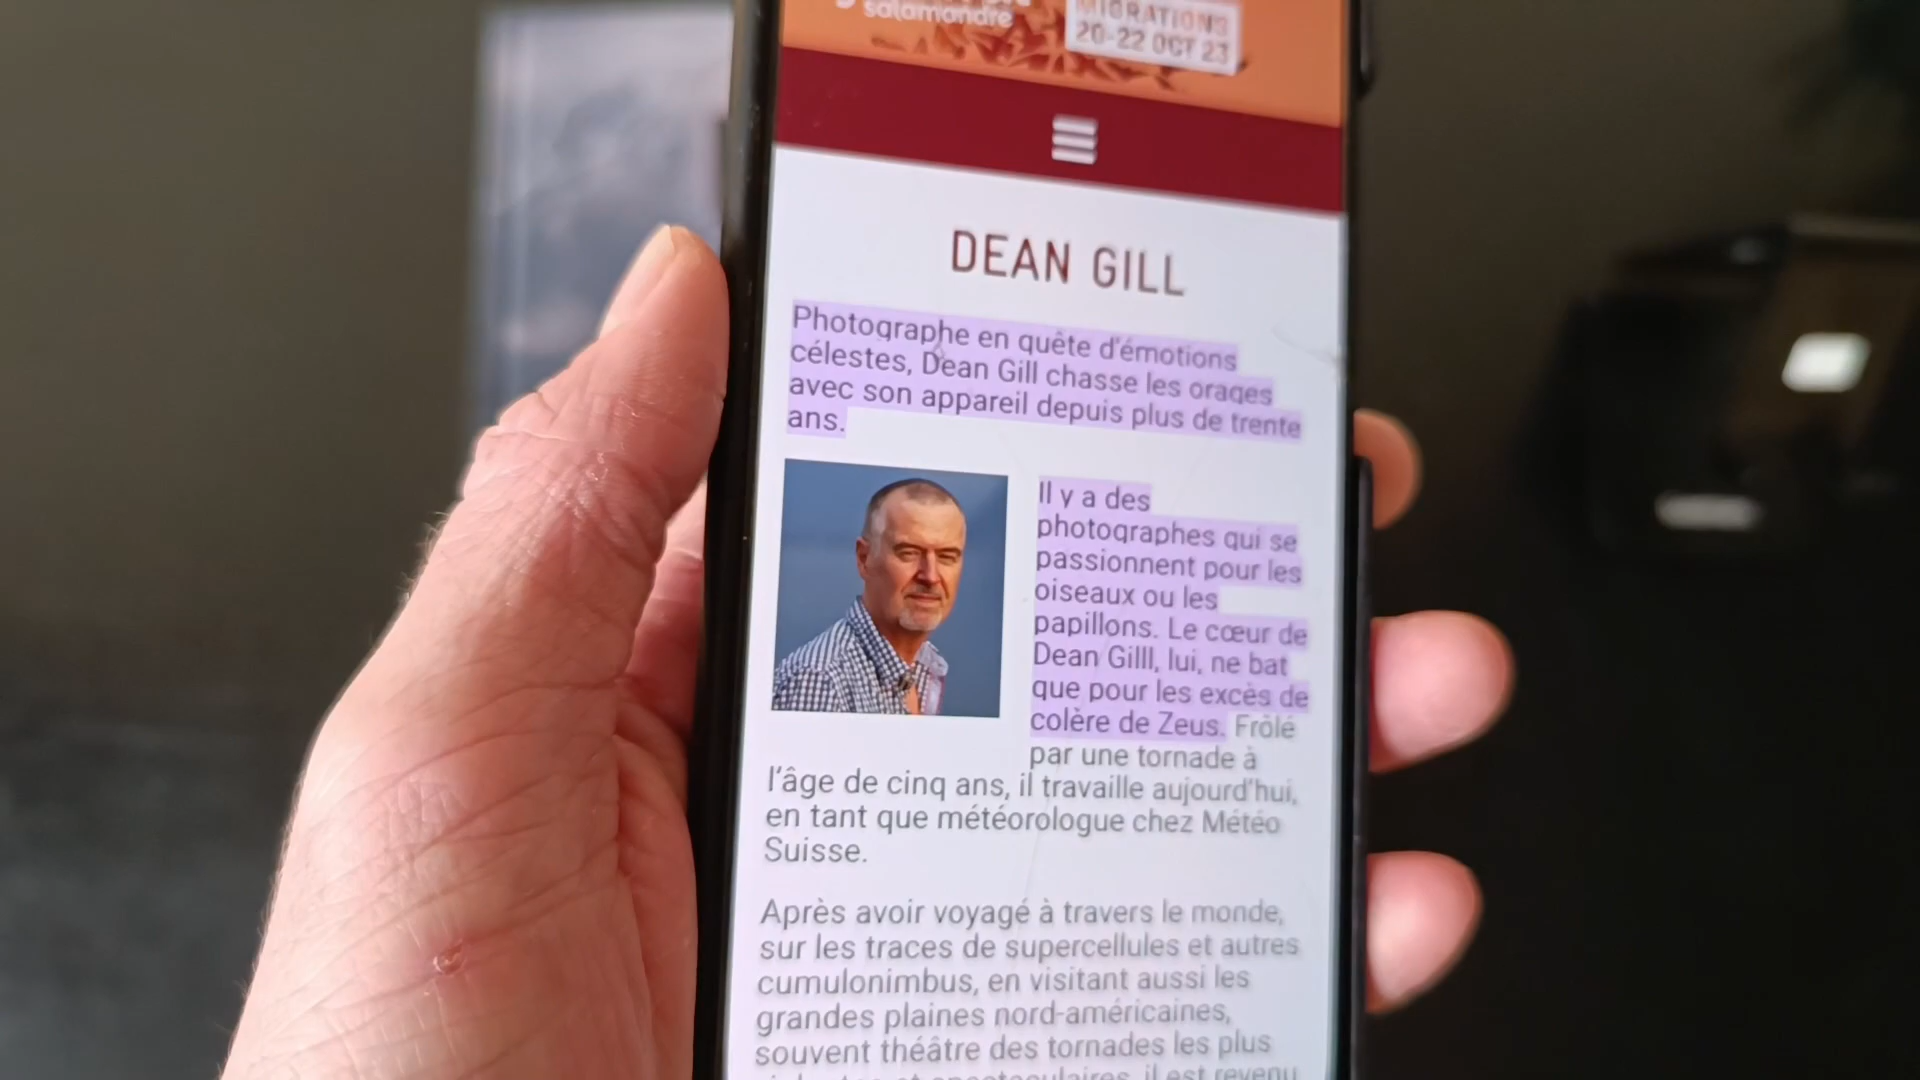 salamandre
MIGRATIONS
20-22 OCT 23
DEAN GILL
Photographe en quête d'émotions
célestes, Dean Gill chasse les orages
avec son appareil depuis plus de trente
ans.
Il y a des
photographes qui se
passionnent pour les
oiseaux ou les
papillons. Le cœur de
Dean Gilll, lui, ne bat
que pour les excès de
colère de Zeus. Frôlé
par une tornade à
l'âge de cinq ans, il travaille aujourd'hui,
en tant que météorologue chez Météo
Suisse.
Après avoir voyagé à travers le monde,
sur les traces de supercellules et autres
cumulonimbus, en visitant aussi les
grandes plaines nord-américaines,
souvent théâtre des tornades les plus
et spectaculaires, il est revenu